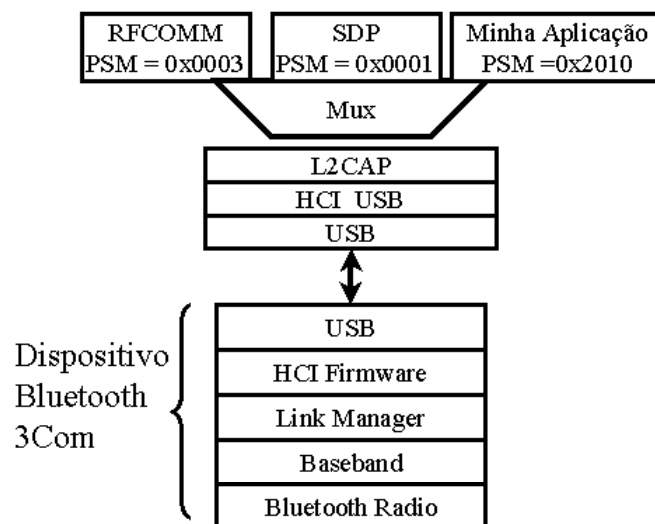 RFCOMM
PSM = 0x0003
SDP
PSM = 0x0001
Minha Aplicação
PSM =0x2010
Mux
L2CAP
HCI USB
USB
USB
HCI Firmware
Link Manager
Baseband
Bluetooth Radio
Dispositivo
Bluetooth
3Com